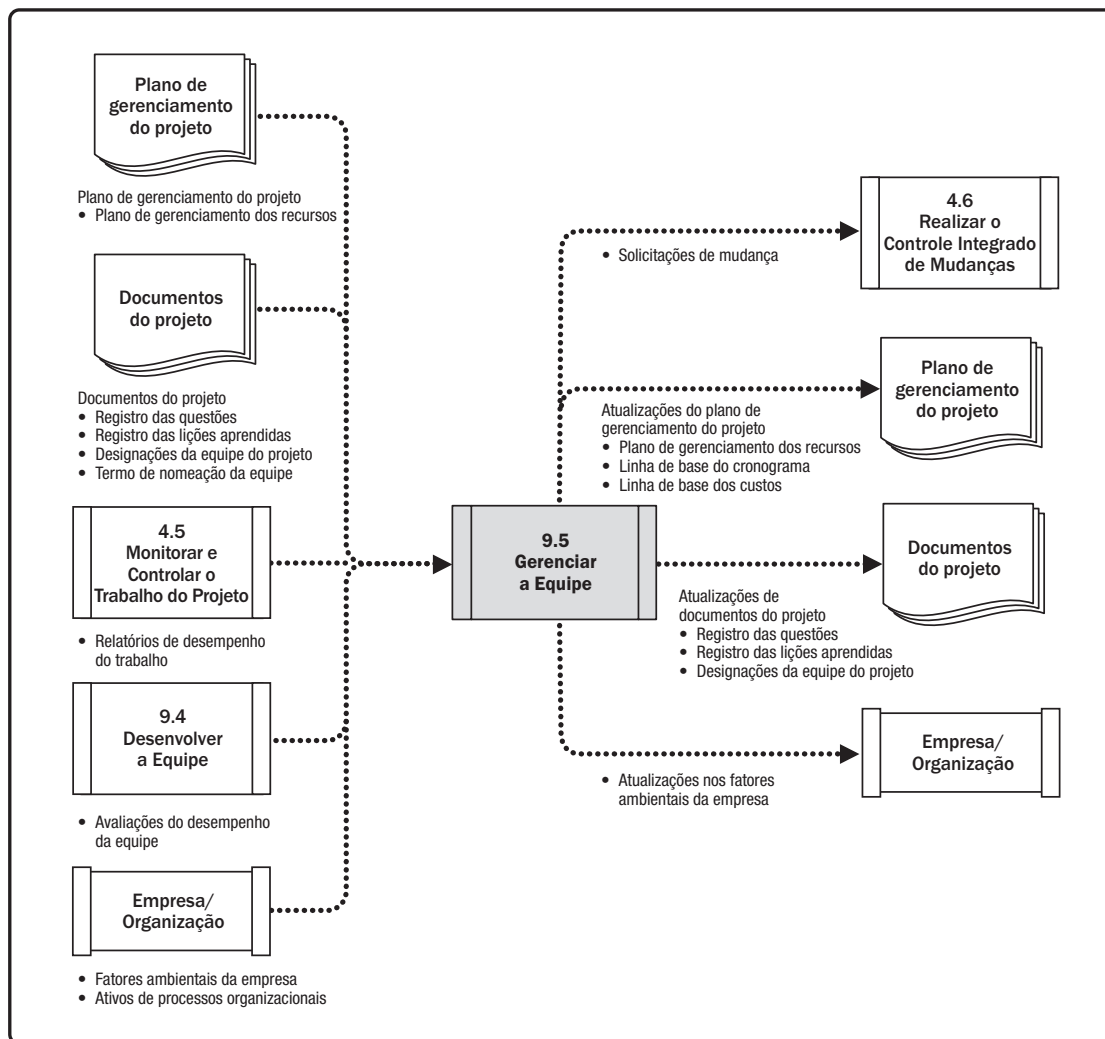 Plano de
gerenciamento
do projeto
Plano de gerenciamento do projeto
• Plano de gerenciamento dos recursos
Documentos
do projeto
Documentos do projeto
• Registro das questões
• Registro das lições aprendidas
• Designações da equipe do projeto
• Termo de nomeação da equipe
4.5
Monitorar e
Controlar o
Trabalho do Projeto
• Relatórios de desempenho
do trabalho
9.4
Desenvolver
a Equipe
• Avaliações do desempenho
da equipe
Empresa/
Organização
• Fatores ambientais da empresa
• Ativos de processos organizacionais
9.5
Gerenciar
a Equipe
• Solicitações de mudança
4.6
Realizar o
Controle Integrado
de Mudanças
Atualizações do plano de
gerenciamento do projeto
• Plano de gerenciamento dos recursos
• Linha de base do cronograma
• Linha de base dos custos
Plano de
gerenciamento
do projeto
Atualizações de
documentos do projeto
• Registro das questões
• Registro das lições aprendidas
• Designações da equipe do projeto
Documentos
do projeto
• Atualizações nos fatores
ambientais da empresa
Empresa/
Organização